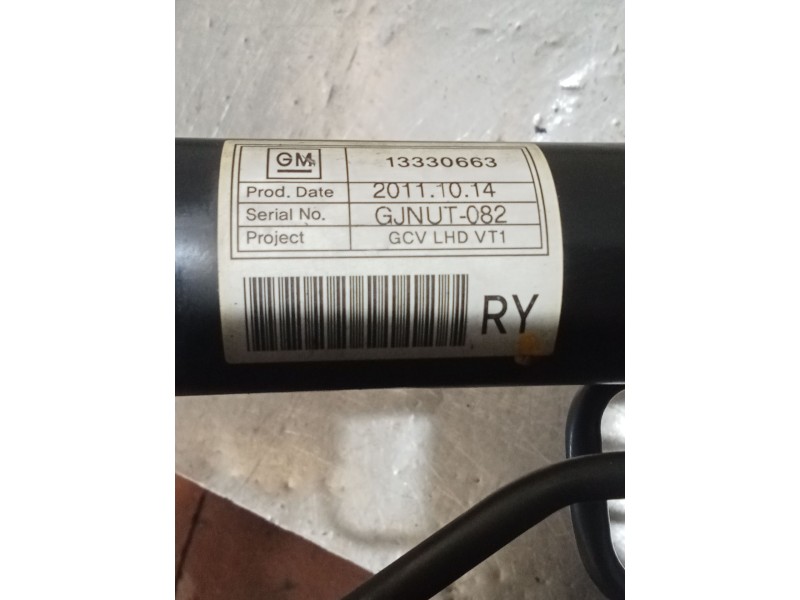 GM 13330663
Prod. Date 2011.10.14
Serial No. GJNUT-082
Project GCV LHD VT1
RY